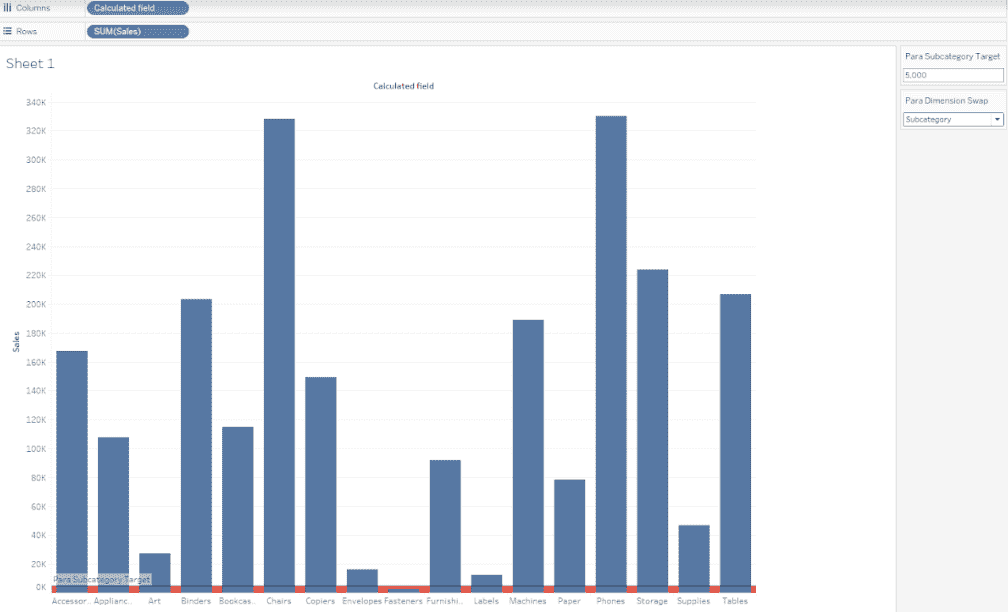 Columns Calculated field
Rows SUM(Sales)
Sheet 1
Calculated field
340K
320K
300K
280K
260K
240K
220K
200K
180K
160K
140K
120K
100K
80K
60K
40K
20K
0K
Sales
Para Subcategory Target
Accessor.. Applianc.. Art Binders Bookcas.. Chairs Copiers Envelopes Fasteners Furnishi.. Labels Machines Paper Phones Storage Supplies Tables
Para Subcategory Target
5,000
Para Dimension Swap
Subcategory